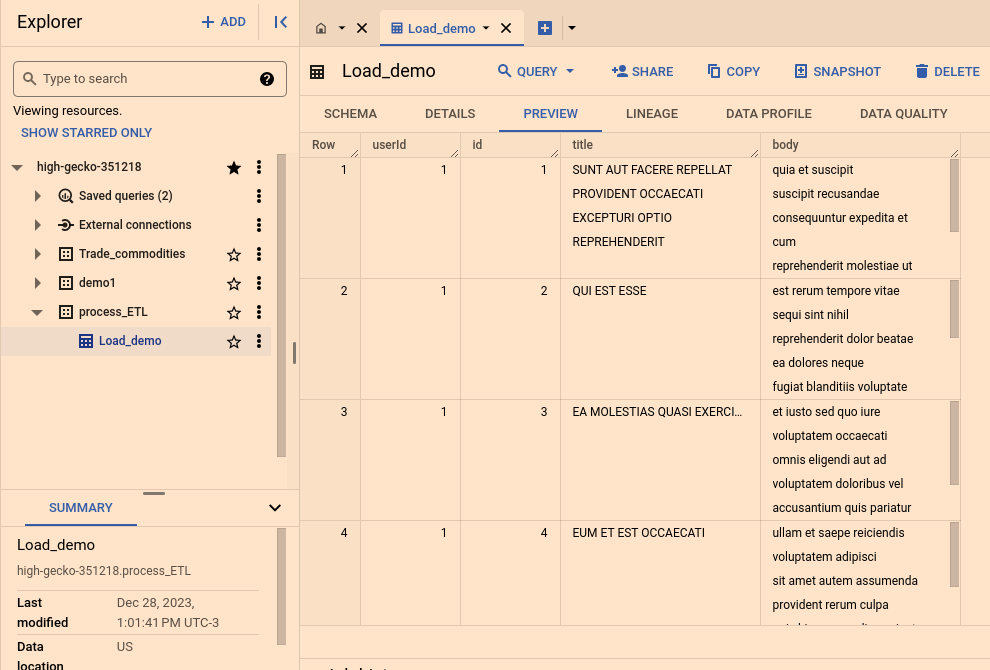 Explorer
ADD
Type to search
Viewing resources.
SHOW STARRED ONLY
high-gecko-351218
Saved queries (2)
External connections
Trade_commodities
demo1
process_ETL
Load_demo
SUMMARY
Load_demo
high-gecko-351218.process_ETL
Last modified Dec 28, 2023, 1:01:41 PM UTC-3
Data location US
Load_demo
Load_demo
QUERY SHARE COPY SNAPSHOT DELETE
SCHEMA DETAILS PREVIEW LINEAGE DATA PROFILE DATA QUALITY
Row userId id title body
1 1 1 SUNT AUT FACERE REPELLAT quia et suscipit
PROVIDENT OCCAECATI suscipit recusandae
EXCEPTURI OPTIO consequuntur expedita et
REPREHENDERIT cum
reprehenderit molestiae ut
2 1 2 QUI EST ESSE est rerum tempore vitae
sequi sint nihil
reprehenderit dolor beatae
ea dolores neque
fugiat blanditiis voluptate
3 1 3 EA MOLESTIAS QUASI EXERCI... et iusto sed quo iure
voluptatem occaecati
omnis eligendi aut ad
voluptatem doloribus vel
accusantium quis pariatur
4 1 4 EUM ET EST OCCAECATI ullam et saepe reiciendis
voluptatem adipisci
sit amet autem assumenda
provident rerum culpa